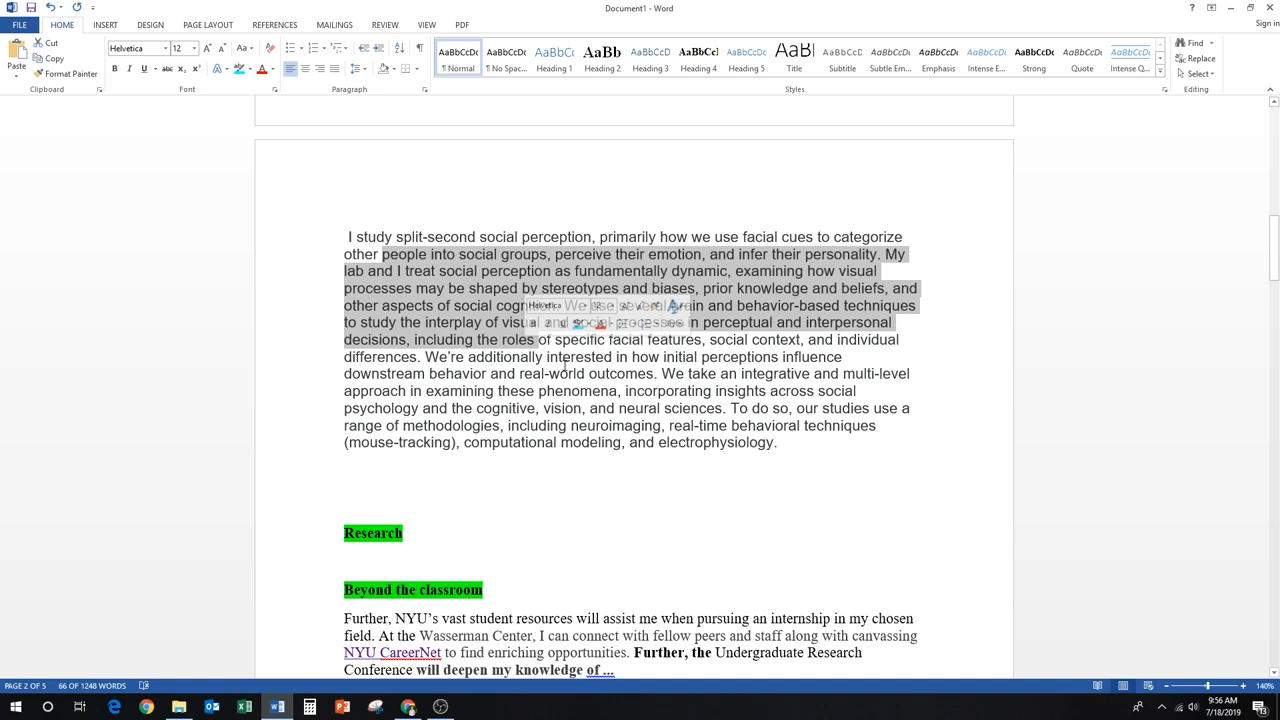 Document1 - Word
Sign in
FILE HOME INSERT DESIGN PAGE LAYOUT REFERENCES MAILINGS REVIEW VIEW PDF
Paste
Cut
Copy
Format Painter
Helvetica 12
AaBbCcDc AaBbCcDc AaBbCc AaBb AaBbCcD AaBbCcI AaBbCcDc AaBl AaBbCcD AaBbCcDc AaBbCcDc AaBbCcDc AaBbCcDc AaBbCcDc AaBbCcDc
¶ Normal ¶ No Spac... Heading 1 Heading 2 Heading 3 Heading 4 Heading 5 Title Subtitle Subtle Em... Emphasis Intense E... Strong Quote Intense Q...
Find
Replace
Select
Clipboard Font Paragraph Styles Editing
I study split-second social perception, primarily how we use facial cues to categorize
other people into social groups, perceive their emotion, and infer their personality. My
lab and I treat social perception as fundamentally dynamic, examining how visual
processes may be shaped by stereotypes and biases, prior knowledge and beliefs, and
other aspects of social cognition. We use several brain and behavior-based techniques
to study the interplay of visual and social processes in perceptual and interpersonal
decisions, including the roles of specific facial features, social context, and individual
differences. We’re additionally interested in how initial perceptions influence
downstream behavior and real-world outcomes. We take an integrative and multi-level
approach in examining these phenomena, incorporating insights across social
psychology and the cognitive, vision, and neural sciences. To do so, our studies use a
range of methodologies, including neuroimaging, real-time behavioral techniques
(mouse-tracking), computational modeling, and electrophysiology.
Research
Beyond the classroom
Further, NYU’s vast student resources will assist me when pursuing an internship in my chosen
field. At the Wasserman Center, I can connect with fellow peers and staff along with canvassing
NYU CareerNet to find enriching opportunities. Further, the Undergraduate Research
Conference will deepen my knowledge of ...
PAGE 2 OF 5 66 OF 1248 WORDS
140%
9:56 AM
7/18/2019